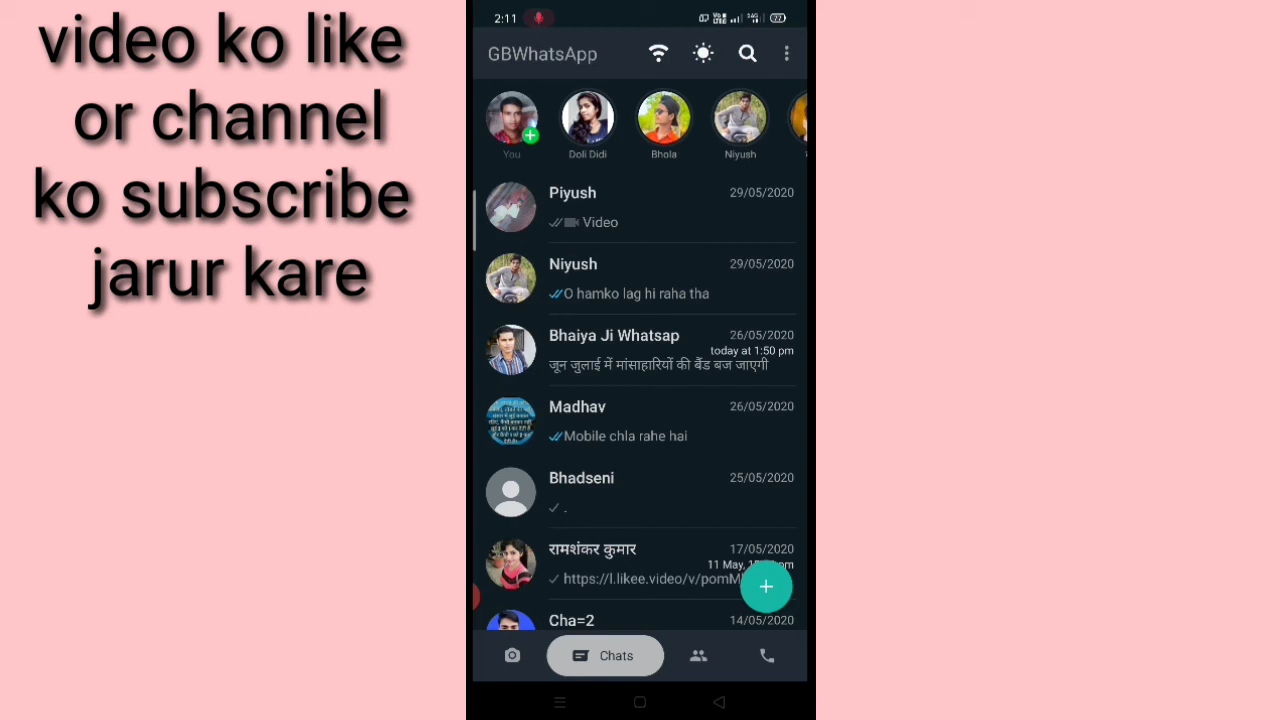 video ko like
or channel
ko subscribe
jarur kare
2:11
GBWhatsApp
You
Doli Didi
Bhola
Niyush
Piyush 29/05/2020
Video
Niyush 29/05/2020
O hamko lag hi raha tha
Bhaiya Ji Whatsap 26/05/2020
today at 1:50 pm
जून जुलाई में मांसाहारियों की बैंड बज जाएगी
Madhav 26/05/2020
Mobile chla rahe hai
Bhadseni 25/05/2020
.
रामशंकर कुमार 17/05/2020
11 May, pm
https://l.likee.video/v/pomM
Cha=2 14/05/2020
Chats